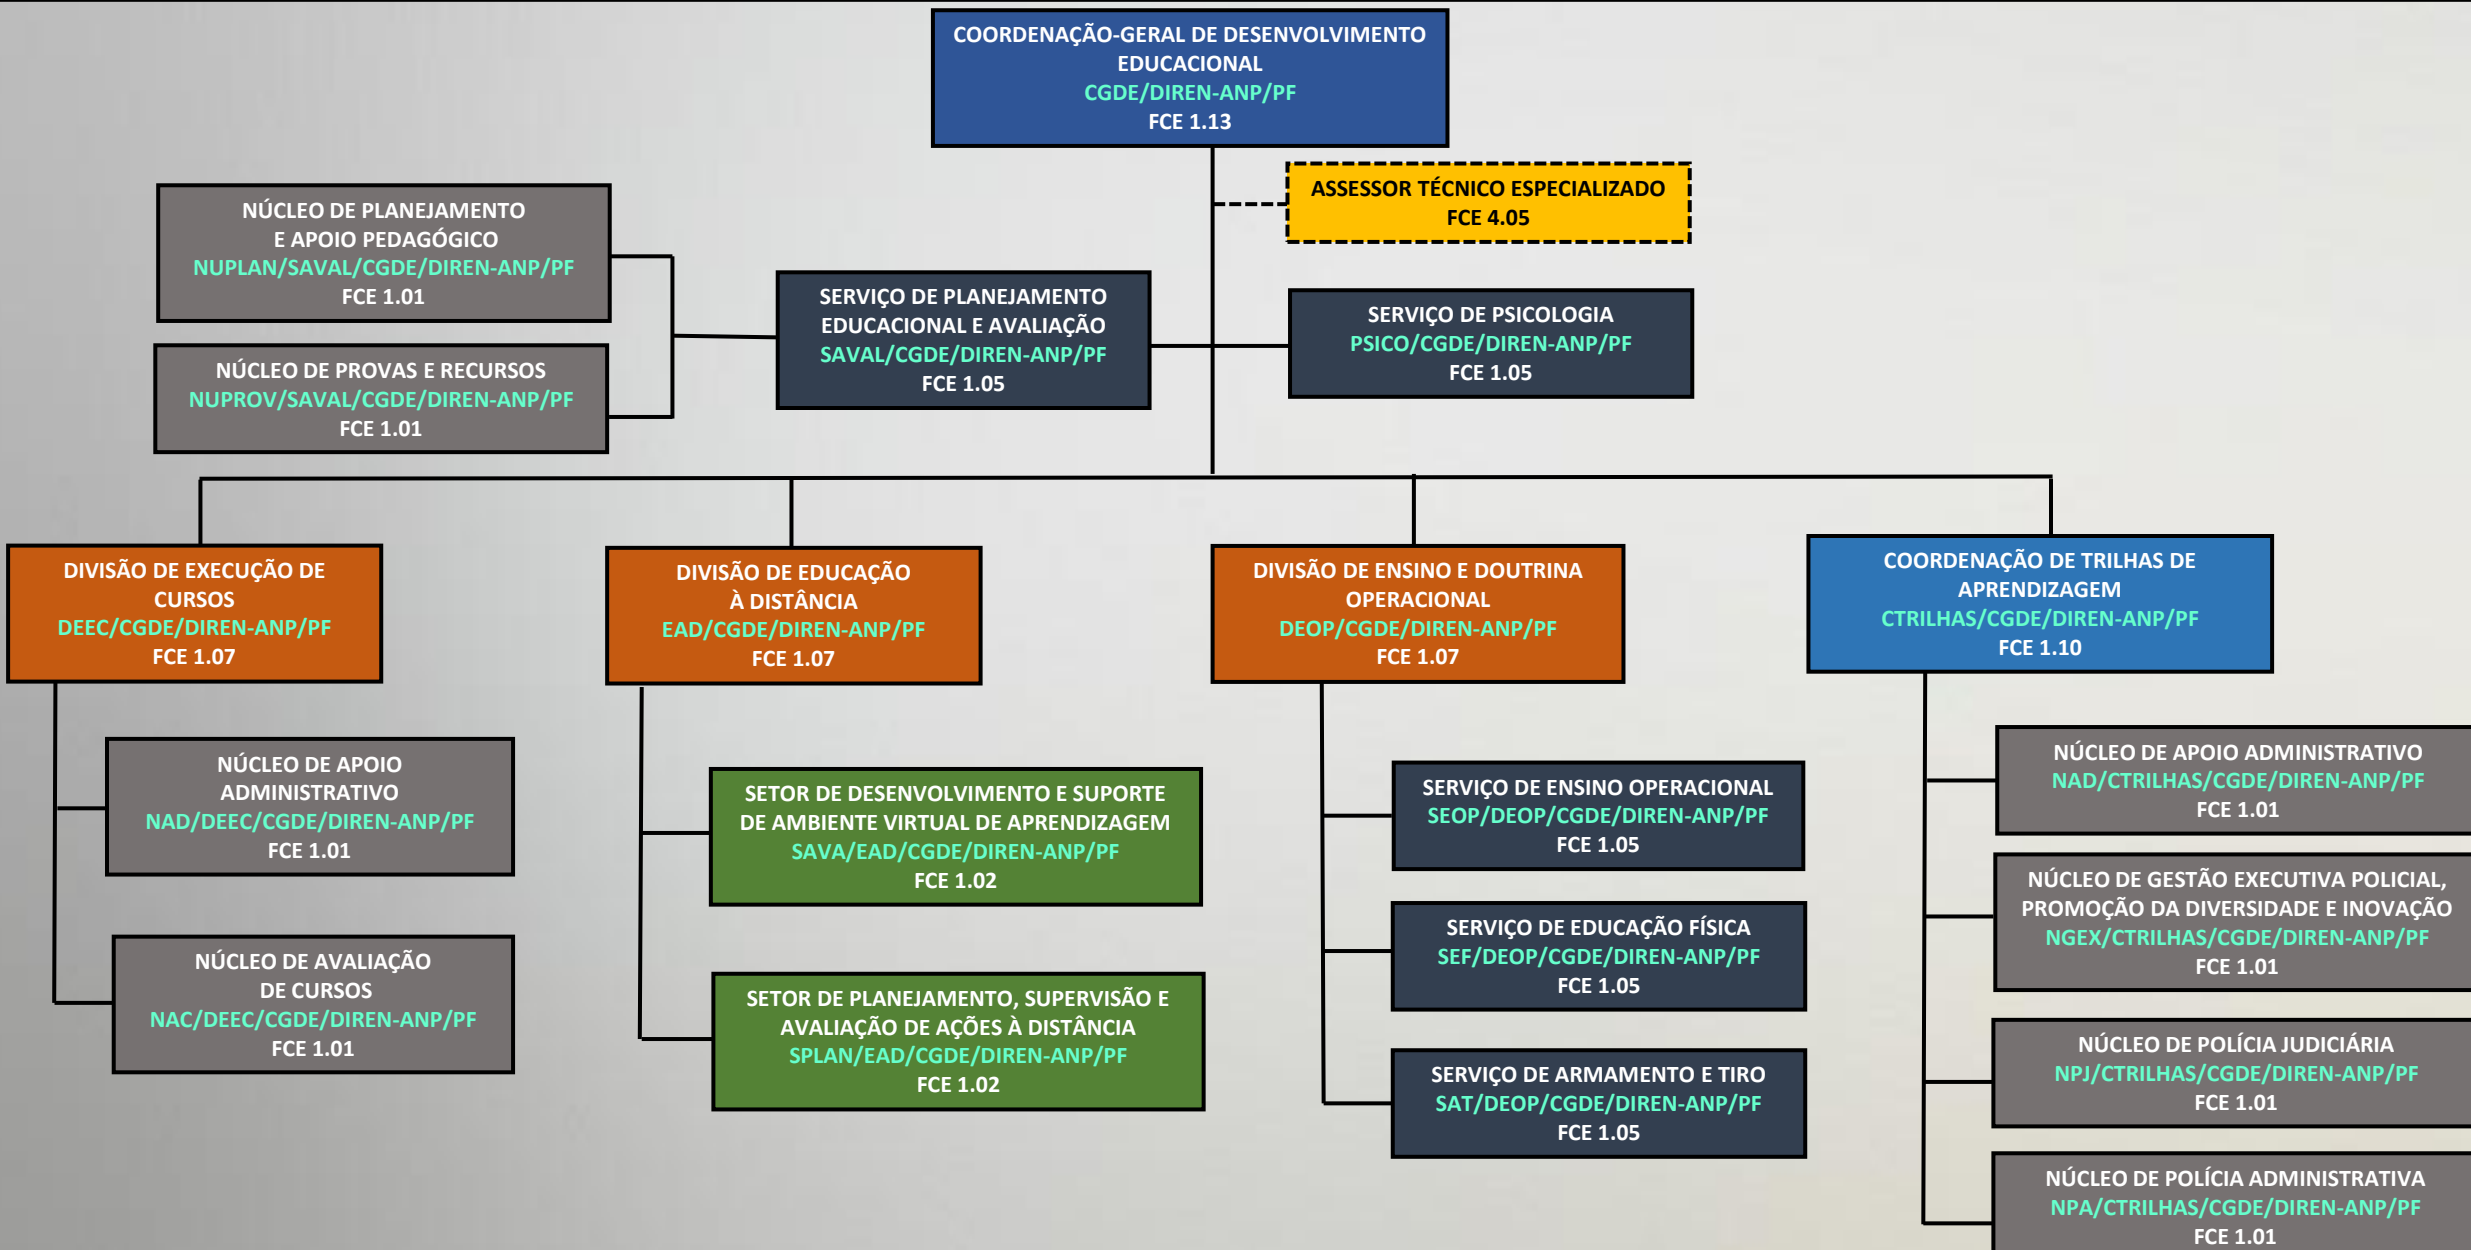 COORDENAÇÃO-GERAL DE DESENVOLVIMENTO
EDUCACIONAL
CGDE/DIREN-ANP/PF
FCE 1.13
ASSESSOR TÉCNICO ESPECIALIZADO
FCE 4.05
NÚCLEO DE PLANEJAMENTO
E APOIO PEDAGÓGICO
NUPLAN/SAVAL/CGDE/DIREN-ANP/PF
FCE 1.01
SERVIÇO DE PLANEJAMENTO
EDUCACIONAL E AVALIAÇÃO
SAVAL/CGDE/DIREN-ANP/PF
FCE 1.05
SERVIÇO DE PSICOLOGIA
PSICO/CGDE/DIREN-ANP/PF
FCE 1.05
NÚCLEO DE PROVAS E RECURSOS
NUPROV/SAVAL/CGDE/DIREN-ANP/PF
FCE 1.01
DIVISÃO DE EXECUÇÃO DE
CURSOS
DEEC/CGDE/DIREN-ANP/PF
FCE 1.07
NÚCLEO DE APOIO
ADMINISTRATIVO
NAD/DEEC/CGDE/DIREN-ANP/PF
FCE 1.01
NÚCLEO DE AVALIAÇÃO
DE CURSOS
NAC/DEEC/CGDE/DIREN-ANP/PF
FCE 1.01
DIVISÃO DE EDUCAÇÃO
À DISTÂNCIA
EAD/CGDE/DIREN-ANP/PF
FCE 1.07
SETOR DE DESENVOLVIMENTO E SUPORTE
DE AMBIENTE VIRTUAL DE APRENDIZAGEM
SAVA/EAD/CGDE/DIREN-ANP/PF
FCE 1.02
SETOR DE PLANEJAMENTO, SUPERVISÃO E
AVALIAÇÃO DE AÇÕES À DISTÂNCIA
SPLAN/EAD/CGDE/DIREN-ANP/PF
FCE 1.02
DIVISÃO DE ENSINO E DOUTRINA
OPERACIONAL
DEOP/CGDE/DIREN-ANP/PF
FCE 1.07
SERVIÇO DE ENSINO OPERACIONAL
SEOP/DEOP/CGDE/DIREN-ANP/PF
FCE 1.05
SERVIÇO DE EDUCAÇÃO FÍSICA
SEF/DEOP/CGDE/DIREN-ANP/PF
FCE 1.05
SERVIÇO DE ARMAMENTO E TIRO
SAT/DEOP/CGDE/DIREN-ANP/PF
FCE 1.05
COORDENAÇÃO DE TRILHAS DE
APRENDIZAGEM
CTRILHAS/CGDE/DIREN-ANP/PF
FCE 1.10
NÚCLEO DE APOIO ADMINISTRATIVO
NAD/CTRILHAS/CGDE/DIREN-ANP/PF
FCE 1.01
NÚCLEO DE GESTÃO EXECUTIVA POLICIAL,
PROMOÇÃO DA DIVERSIDADE E INOVAÇÃO
NGEX/CTRILHAS/CGDE/DIREN-ANP/PF
FCE 1.01
NÚCLEO DE POLÍCIA JUDICIÁRIA
NPJ/CTRILHAS/CGDE/DIREN-ANP/PF
FCE 1.01
NÚCLEO DE POLÍCIA ADMINISTRATIVA
NPA/CTRILHAS/CGDE/DIREN-ANP/PF
FCE 1.01